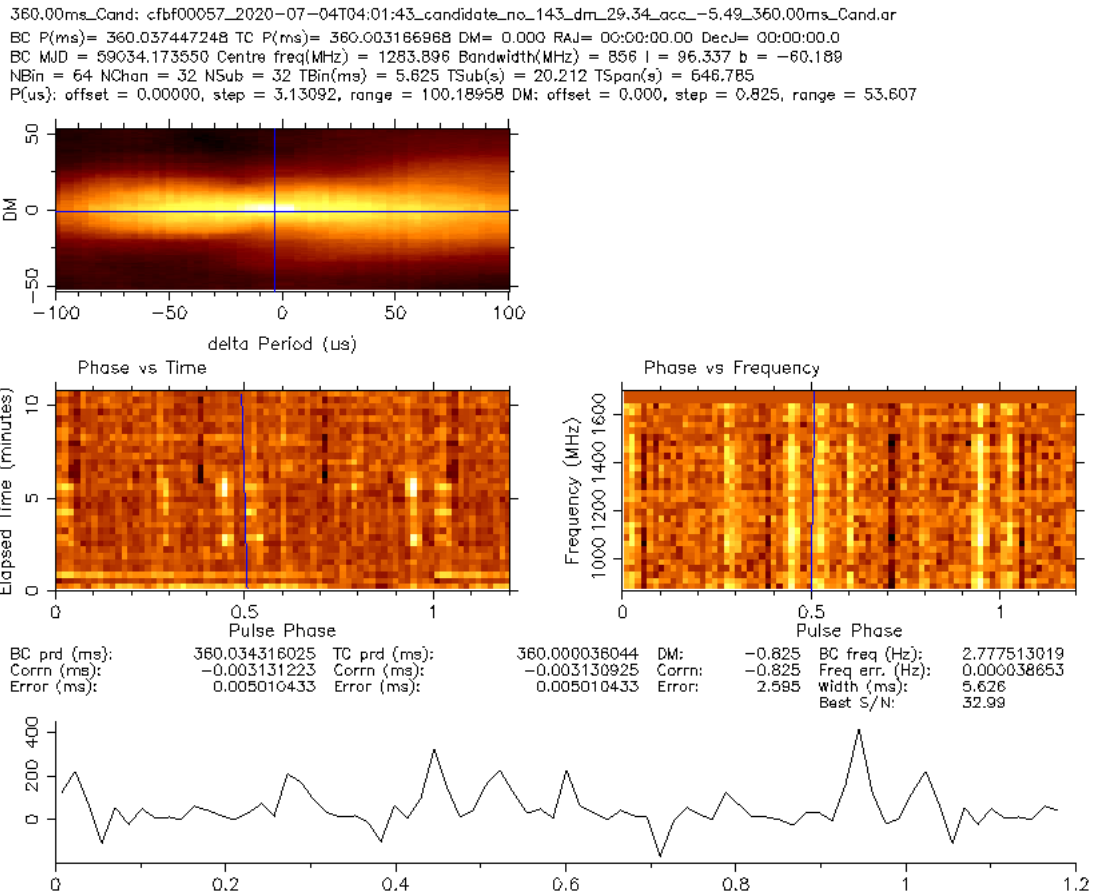 360.00ms_Cand: cfbf00057_2020-07-04T04:01:43_candidate_no_143_dm_29.34_acc_-5.49_360.00ms_Cand.ar
BC P(ms)= 360.037447248 TC P(ms)= 360.003166968 DM= 0.000 RAJ= 00:00:00.00 DecJ= 00:00:00.0
BC MJD = 59034.173550 Centre freq(MHz) = 1283.896 Bandwidth(MHz) = 856 l = 96.337 b = -60.189
NBin = 64 NChan = 32 NSub = 32 TBin(ms) = 5.625 TSub(s) = 20.212 TSpan(s) = 646.785
P(us): offset = 0.00000, step = 3.13092, range = 100.18958 DM: offset = 0.000, step = 0.825, range = 53.607
50
0
-50
DM
-100 -50 0 50 100
delta Period (us)
Phase vs Time
10
5
0
Elapsed Time (minutes)
0 0.5 1
Pulse Phase
Phase vs Frequency
1000 1200 1400 1600
Frequency (MHz)
0 0.5 1
Pulse Phase
BC prd (ms): 360.034316025 TC prd (ms): 360.000036044 DM: -0.825 BC freq (Hz): 2.777513019
Corrn (ms): -0.003131223 Corrn (ms): -0.003130925 Corrn: -0.825 Freq err. (Hz): 0.000038653
Error (ms): 0.005010433 Error (ms): 0.005010433 Error: 2.595 Width (ms): 5.626
Best S/N: 32.99
400
200
0
0 0.2 0.4 0.6 0.8 1 1.2